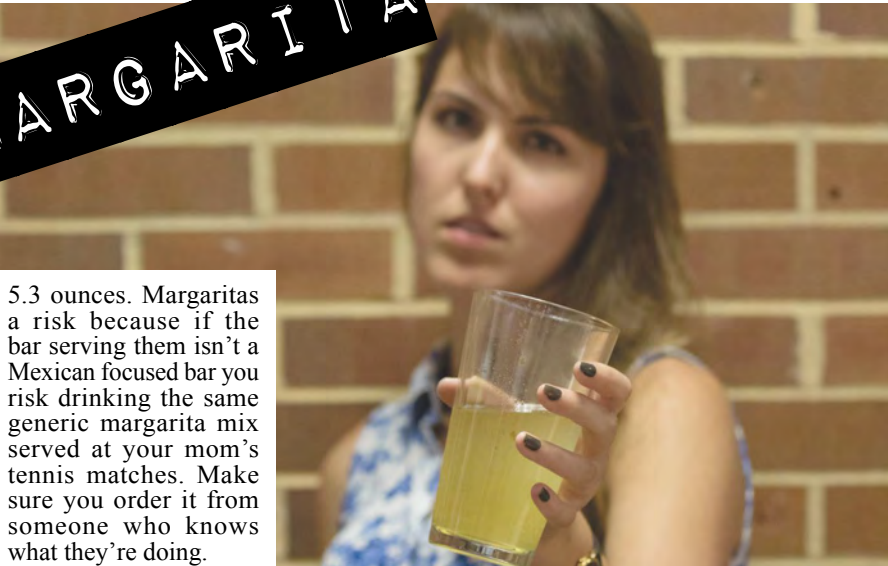 ARGARITA
5.3 ounces. Margaritas
a risk because if the
bar serving them isn’t a
Mexican focused bar you
risk drinking the same
generic margarita mix
served at your mom’s
tennis matches. Make
sure you order it from
someone who knows
what they’re doing.